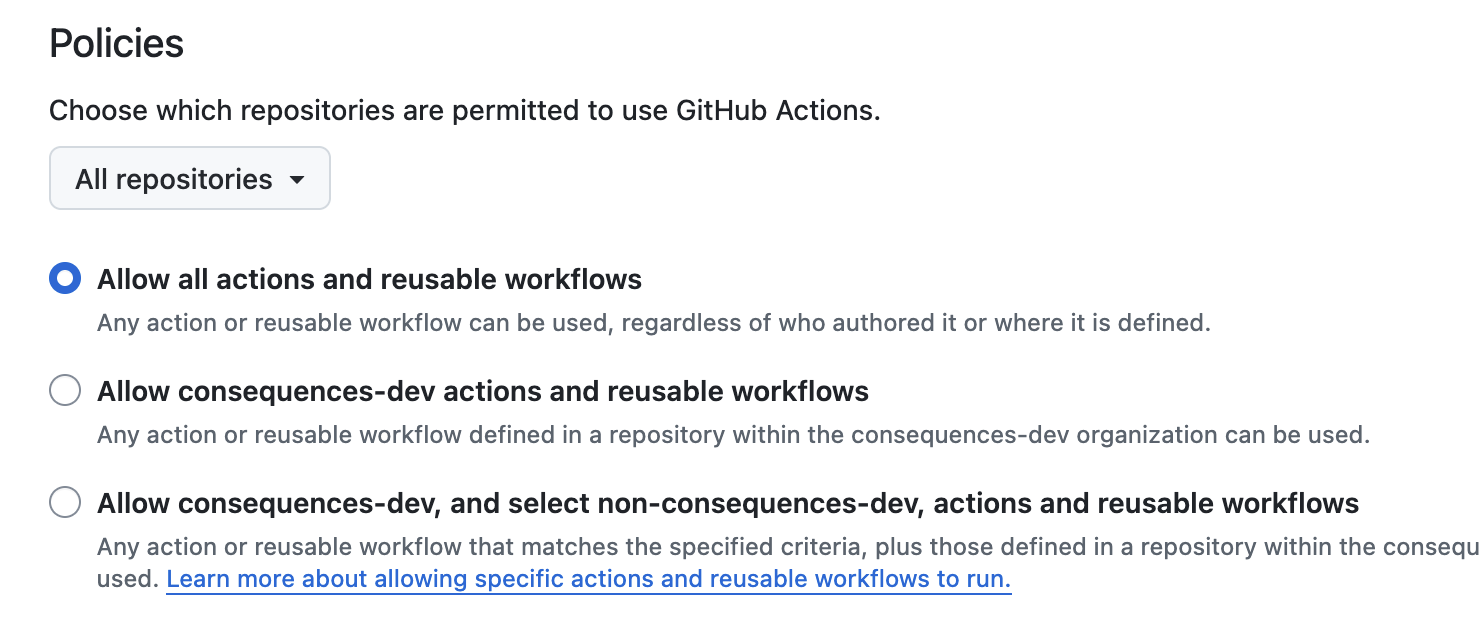 Policies
Choose which repositories are permitted to use GitHub Actions.
All repositories
Allow all actions and reusable workflows
Any action or reusable workflow can be used, regardless of who authored it or where it is defined.
Allow consequences-dev actions and reusable workflows
Any action or reusable workflow defined in a repository within the consequences-dev organization can be used.
Allow consequences-dev, and select non-consequences-dev, actions and reusable workflows
Any action or reusable workflow that matches the specified criteria, plus those defined in a repository within the consequ
used. Learn more about allowing specific actions and reusable workflows to run.